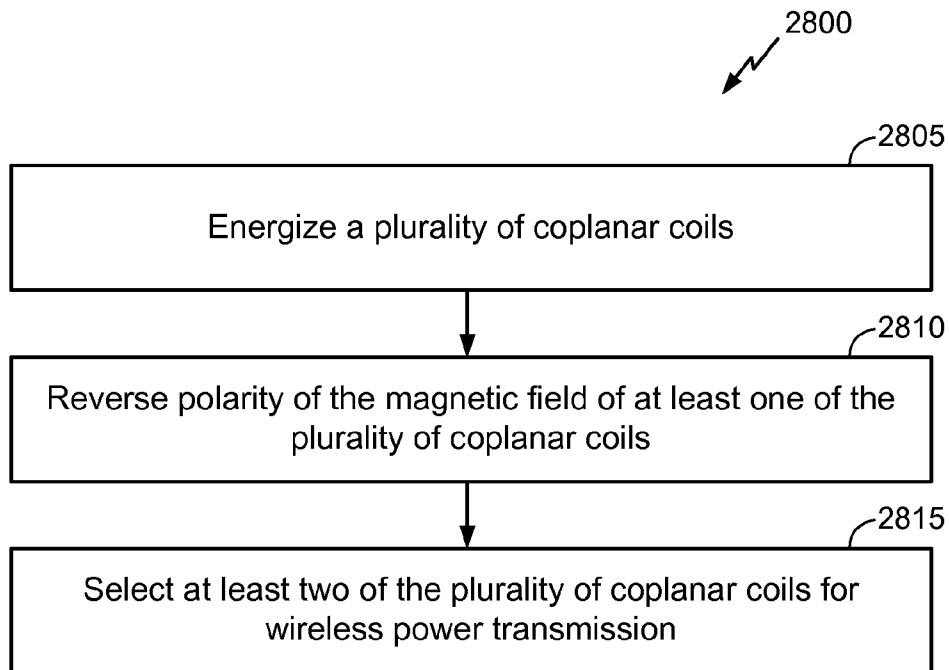 2800
2805
Energize a plurality of coplanar coils
2810
Reverse polarity of the magnetic field of at least one of the
plurality of coplanar coils
2815
Select at least two of the plurality of coplanar coils for
wireless power transmission